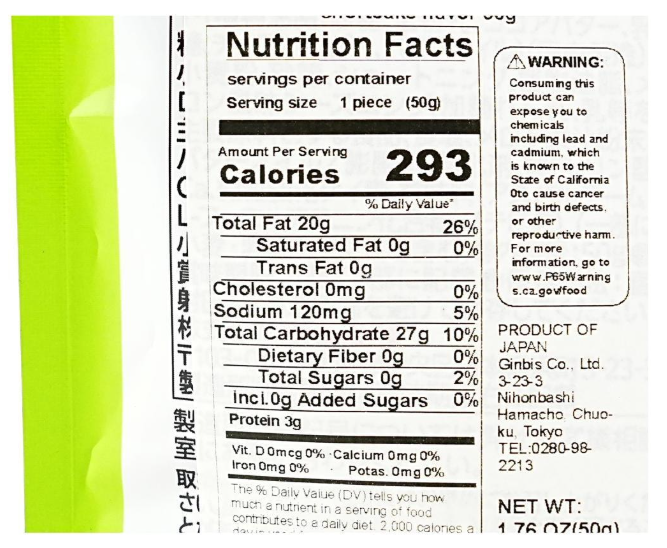 Nutrition Facts
servings per container
Serving size 1 piece (50g)
Amount Per Serving
Calories 293
% Daily Value*
Total Fat 20g 26%
Saturated Fat 0g 0%
Trans Fat 0g
Cholesterol 0mg 0%
Sodium 120mg 5%
Total Carbohydrate 27g 10%
Dietary Fiber 0g 0%
Total Sugars 0g 2%
Incl.0g Added Sugars 0%
Protein 3g
Vit. D 0mcg 0% · Calcium 0mg 0%
Iron 0mg 0% · Potas. 0mg 0%
The % Daily Value (DV) tells you how
much a nutrient in a serving of food
contributes to a daily diet. 2,000 calories a
⚠ WARNING:
Consuming this
product can
expose you to
chemicals
including lead and
cadmium, which
is known to the
State of California
0to cause cancer
and birth defects,
or other
reproductive harm.
For more
information, go to
www.P65Warning
s.ca.gov/food
PRODUCT OF
JAPAN
Ginbis Co., Ltd.
3-23-3
Nihonbashi
Hamacho, Chuo-
ku, Tokyo
TEL:0280-98-
2213
NET WT:
1.76 OZ(50g)
製
室
取